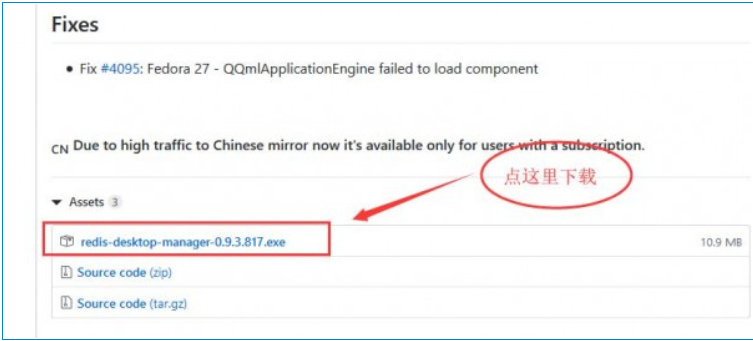 Fixes
Fix #4095: Fedora 27 - QQmlApplicationEngine failed to load component
CN Due to high traffic to Chinese mirror now it's available only for users with a subscription.
点这里下载
Assets 3
redis-desktop-manager-0.9.3.817.exe 10.9 MB
Source code (zip)
Source code (tar.gz)